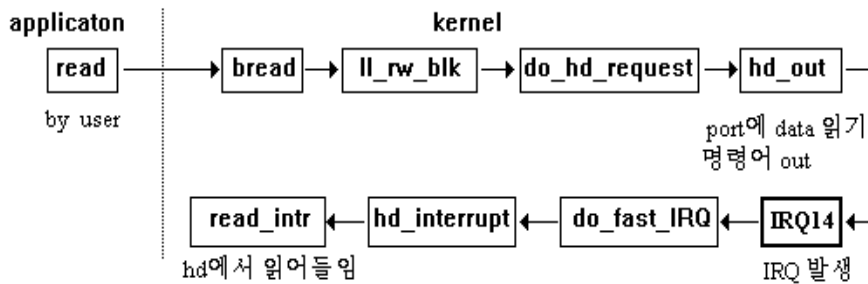 applicaton
kernel
read
bread
ll_rw_blk
do_hd_request
hd_out
by user
port에 data 읽기
명령어 out
read_intr
hd_interrupt
do_fast_IRQ
IRQ14
hd에서 읽어들임
IRQ 발생